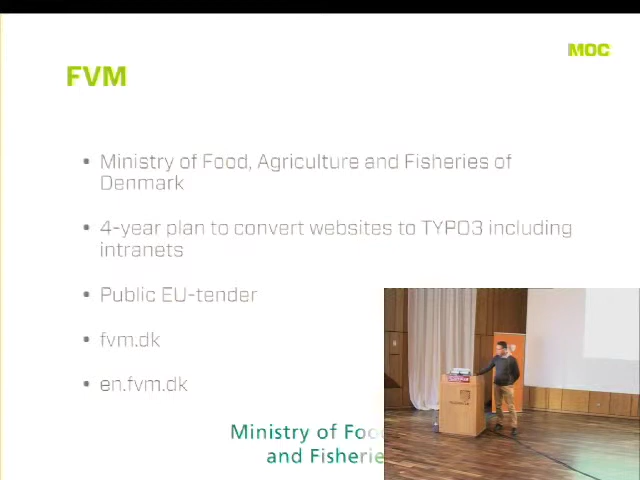 MOC
FVM
• Ministry of Food, Agriculture and Fisheries of
Denmark
• 4-year plan to convert websites to TYPO3 including
intranets
• Public EU-tender
• fvm.dk
• en.fvm.dk
Ministry of Foo
and Fisherie